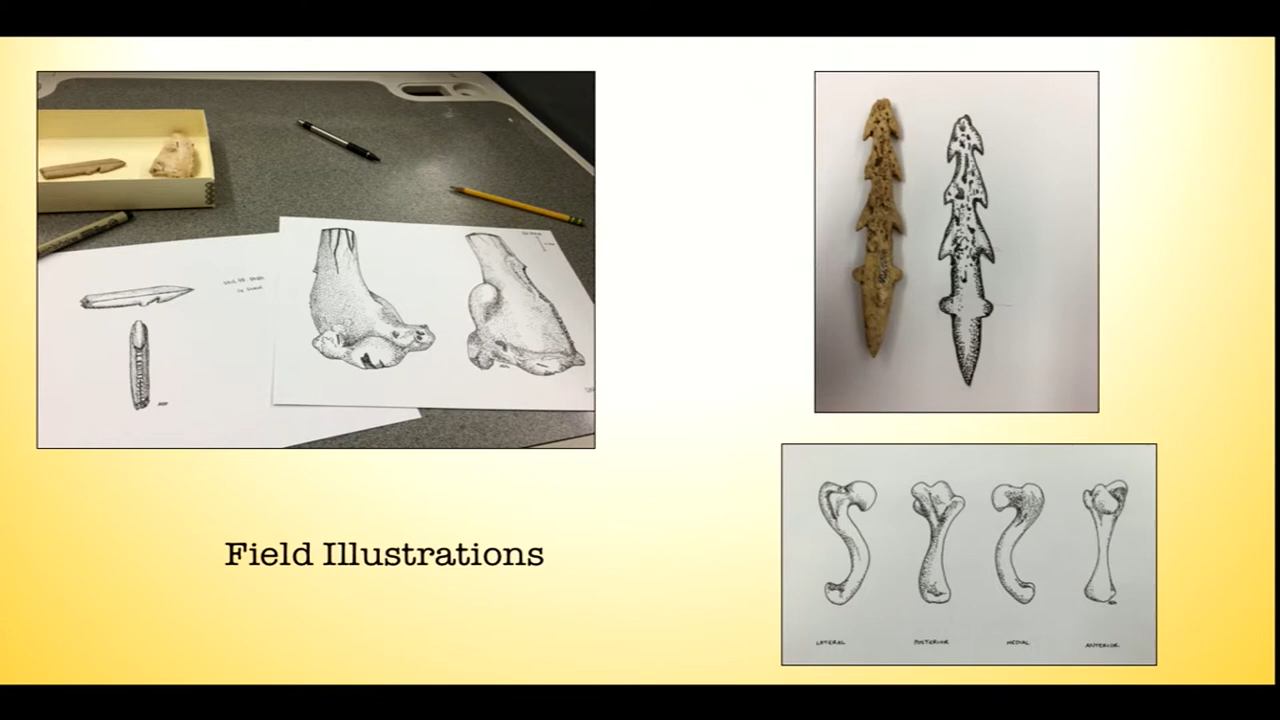 Field Illustrations
LATERAL
POSTERIOR
MEDIAL
ANTERIOR